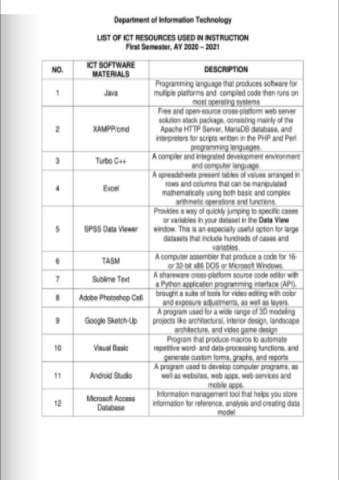 Department of Information Technology
LIST OF ICT RESOURCES USED IN INSTRUCTION
First Semester, AY 2020 – 2021
NO.
ICT SOFTWARE
MATERIALS
DESCRIPTION
1
Java
Programming language that produces software for
multiple platforms and compiled code then runs on
most operating systems
2
XAMPP/cmd
Free and open-source cross-platform web server
solution stack package, consisting mainly of the
Apache HTTP Server, MariaDB database, and
interpreters for scripts written in the PHP and Perl
programming languages.
3
Turbo C++
A compiler and integrated development environment
and computer language.
4
Excel
A spreadsheets present tables of values arranged in
rows and columns that can be manipulated
mathematically using both basic and complex
arithmetic operations and functions.
5
SPSS Data Viewer
Provides a way of quickly jumping to specific cases
or variables in your dataset in the Data View
window. This is an especially useful option for large
datasets that include hundreds of cases and
variables.
6
TASM
A computer assembler that produce a code for 16-
or 32-bit x86 DOS or Microsoft Windows.
7
Sublime Text
A shareware cross-platform source code editor with
a Python application programming interface (API).
8
Adobe Photoshop Cs6
brought a suite of tools for video editing with color
and exposure adjustments, as well as layers.
9
Google Sketch-Up
A program used for a wide range of 3D modeling
projects like architectural, interior design, landscape
architecture, and video game design
10
Visual Basic
Program that produce macros to automate
repetitive word- and data-processing functions, and
generate custom forms, graphs, and reports
11
Android Studio
A program used to develop computer programs, as
well as websites, web apps, web services and
mobile apps.
12
Microsoft Access
Database
Information management tool that helps you store
information for reference, analysis and creating data
model